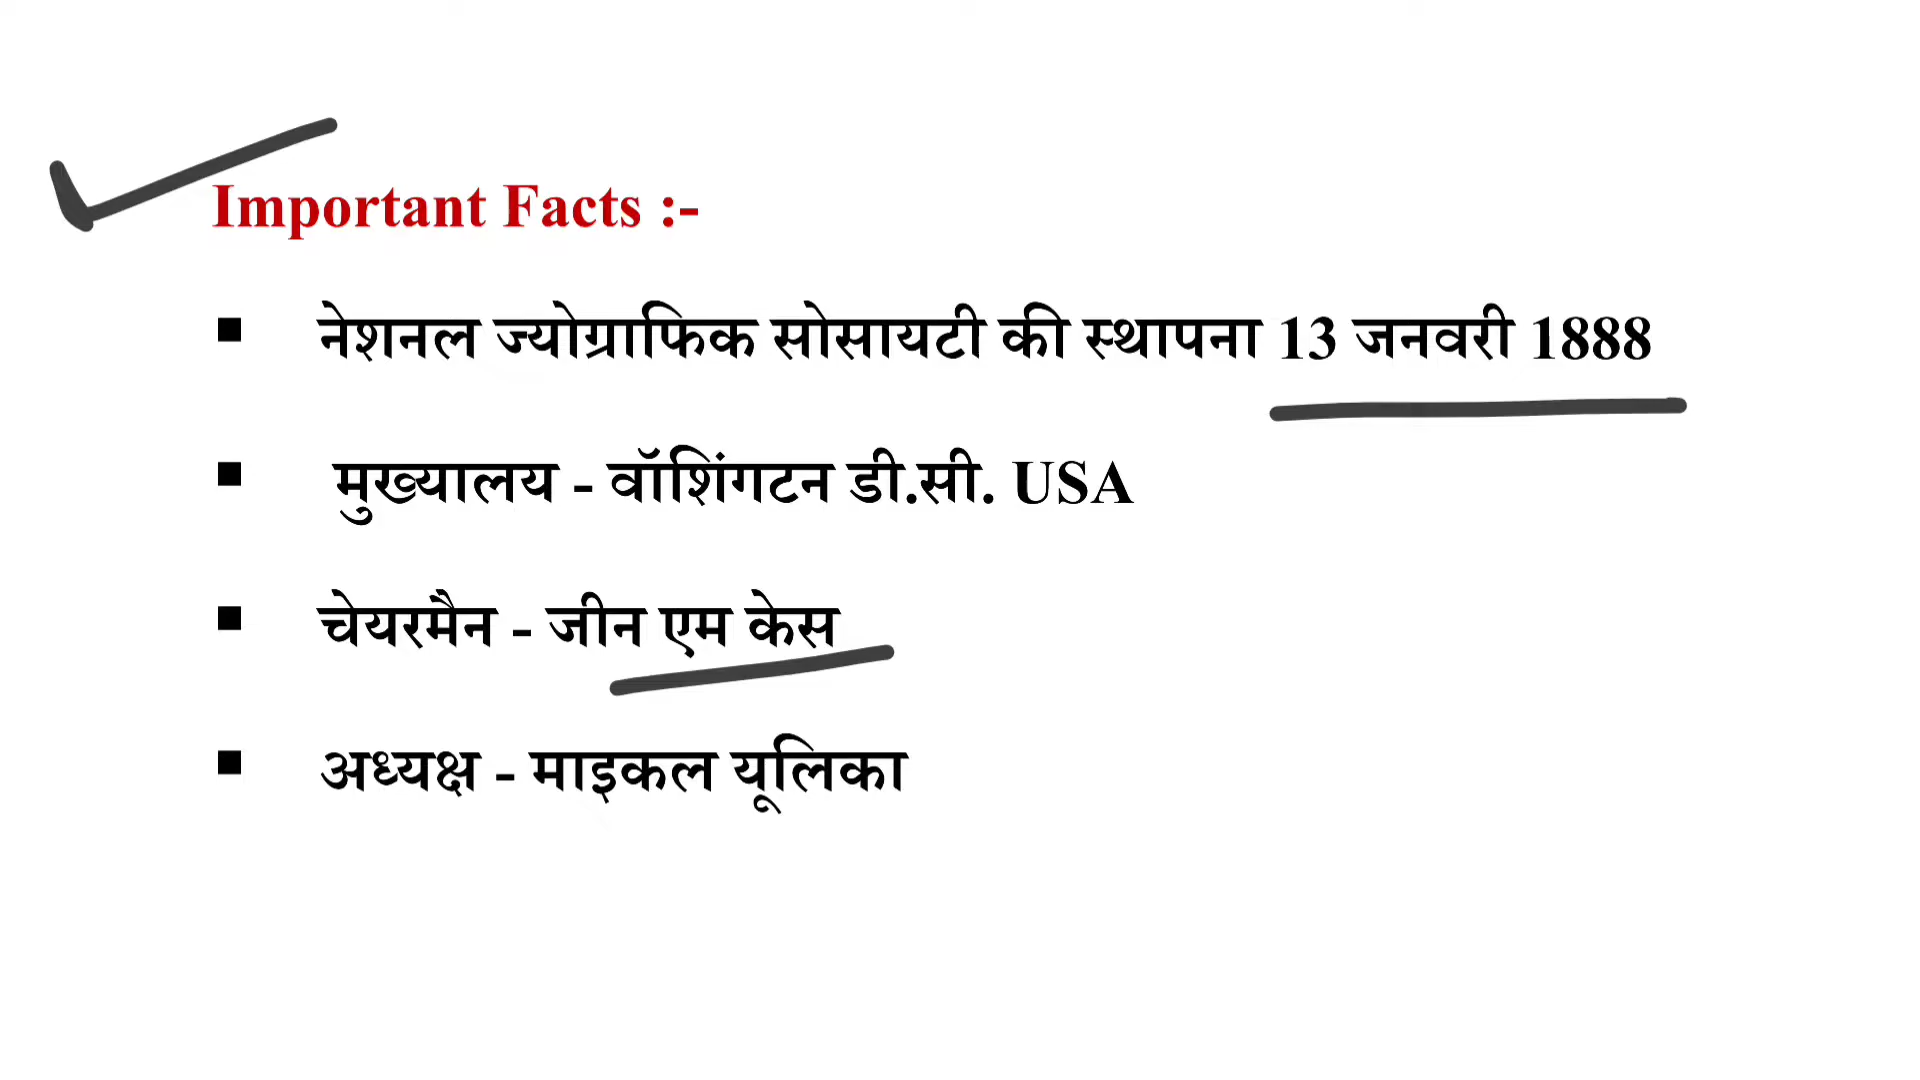 Important Facts :-
▪ नेशनल ज्योग्राफिक सोसायटी की स्थापना 13 जनवरी 1888
▪ मुख्यालय - वॉशिंगटन डी.सी. USA
▪ चेयरमैन - जीन एम केस
▪ अध्यक्ष - माइकल यूलिका